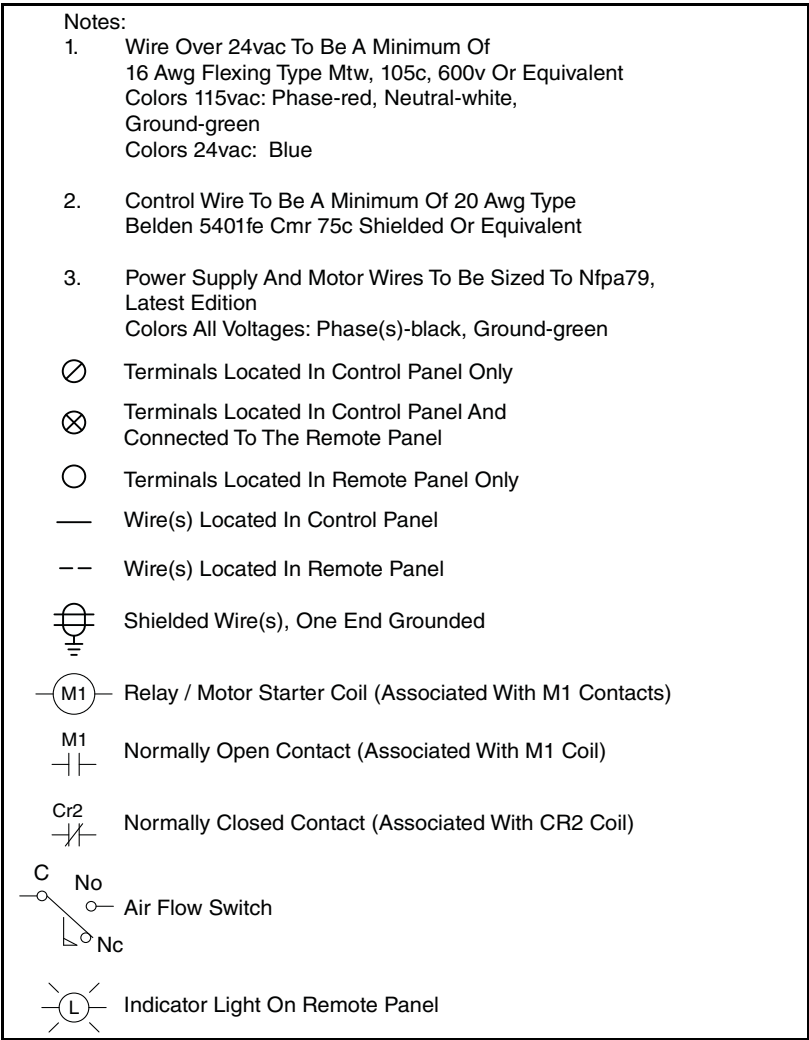 Notes:
1. Wire Over 24vac To Be A Minimum Of
16 Awg Flexing Type Mtw, 105c, 600v Or Equivalent
Colors 115vac: Phase-red, Neutral-white,
Ground-green
Colors 24vac: Blue
2. Control Wire To Be A Minimum Of 20 Awg Type
Belden 5401fe Cmr 75c Shielded Or Equivalent
3. Power Supply And Motor Wires To Be Sized To Nfpa79,
Latest Edition
Colors All Voltages: Phase(s)-black, Ground-green
Terminals Located In Control Panel Only
Terminals Located In Control Panel And
Connected To The Remote Panel
Terminals Located In Remote Panel Only
Wire(s) Located In Control Panel
Wire(s) Located In Remote Panel
Shielded Wire(s), One End Grounded
M1 Relay / Motor Starter Coil (Associated With M1 Contacts)
M1
Normally Open Contact (Associated With M1 Coil)
Cr2
Normally Closed Contact (Associated With CR2 Coil)
C
No
Air Flow Switch
Nc
L Indicator Light On Remote Panel